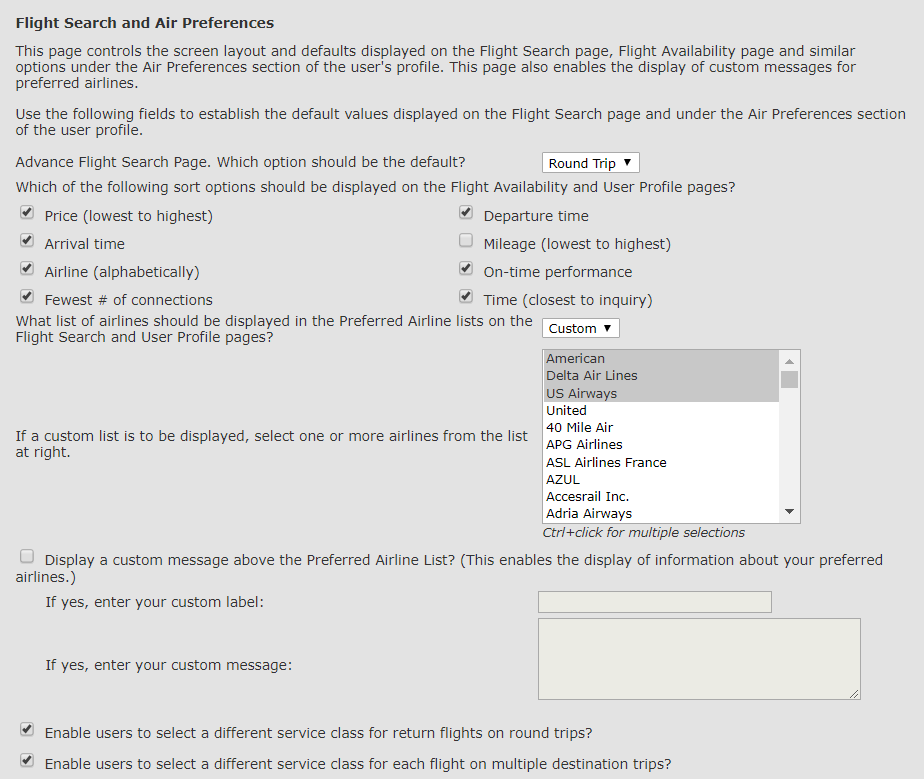 Flight Search and Air Preferences
This page controls the screen layout and defaults displayed on the Flight Search page, Flight Availability page and similar
options under the Air Preferences section of the user's profile. This page also enables the display of custom messages for
preferred airlines.
Use the following fields to establish the default values displayed on the Flight Search page and under the Air Preferences section
of the user profile.
Advance Flight Search Page. Which option should be the default? Round Trip
Which of the following sort options should be displayed on the Flight Availability and User Profile pages?
Price (lowest to highest) Departure time
Arrival time Mileage (lowest to highest)
Airline (alphabetically) On-time performance
Fewest # of connections Time (closest to inquiry)
What list of airlines should be displayed in the Preferred Airline lists on the
Flight Search and User Profile pages?
Custom
If a custom list is to be displayed, select one or more airlines from the list
at right.
American
Delta Air Lines
US Airways
United
40 Mile Air
APG Airlines
ASL Airlines France
AZUL
Accesrail Inc.
Adria Airways
Ctrl+click for multiple selections
Display a custom message above the Preferred Airline List? (This enables the display of information about your preferred
airlines.)
If yes, enter your custom label:
If yes, enter your custom message:
Enable users to select a different service class for return flights on round trips?
Enable users to select a different service class for each flight on multiple destination trips?